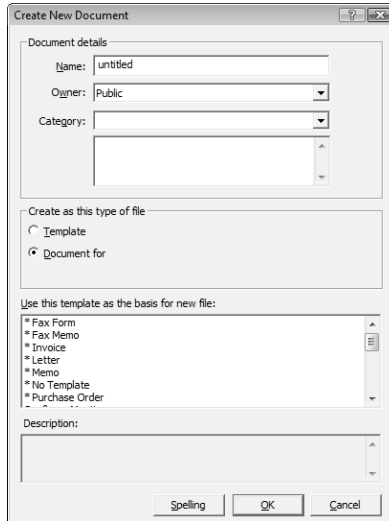 Create New Document
Document details
Name: untitled
Owner: Public
Category:
Create as this type of file
Template
Document for
Use this template as the basis for new file:
* Fax Form
* Fax Memo
* Invoice
* Letter
* Memo
* No Template
* Purchase Order
Description:
Spelling OK Cancel